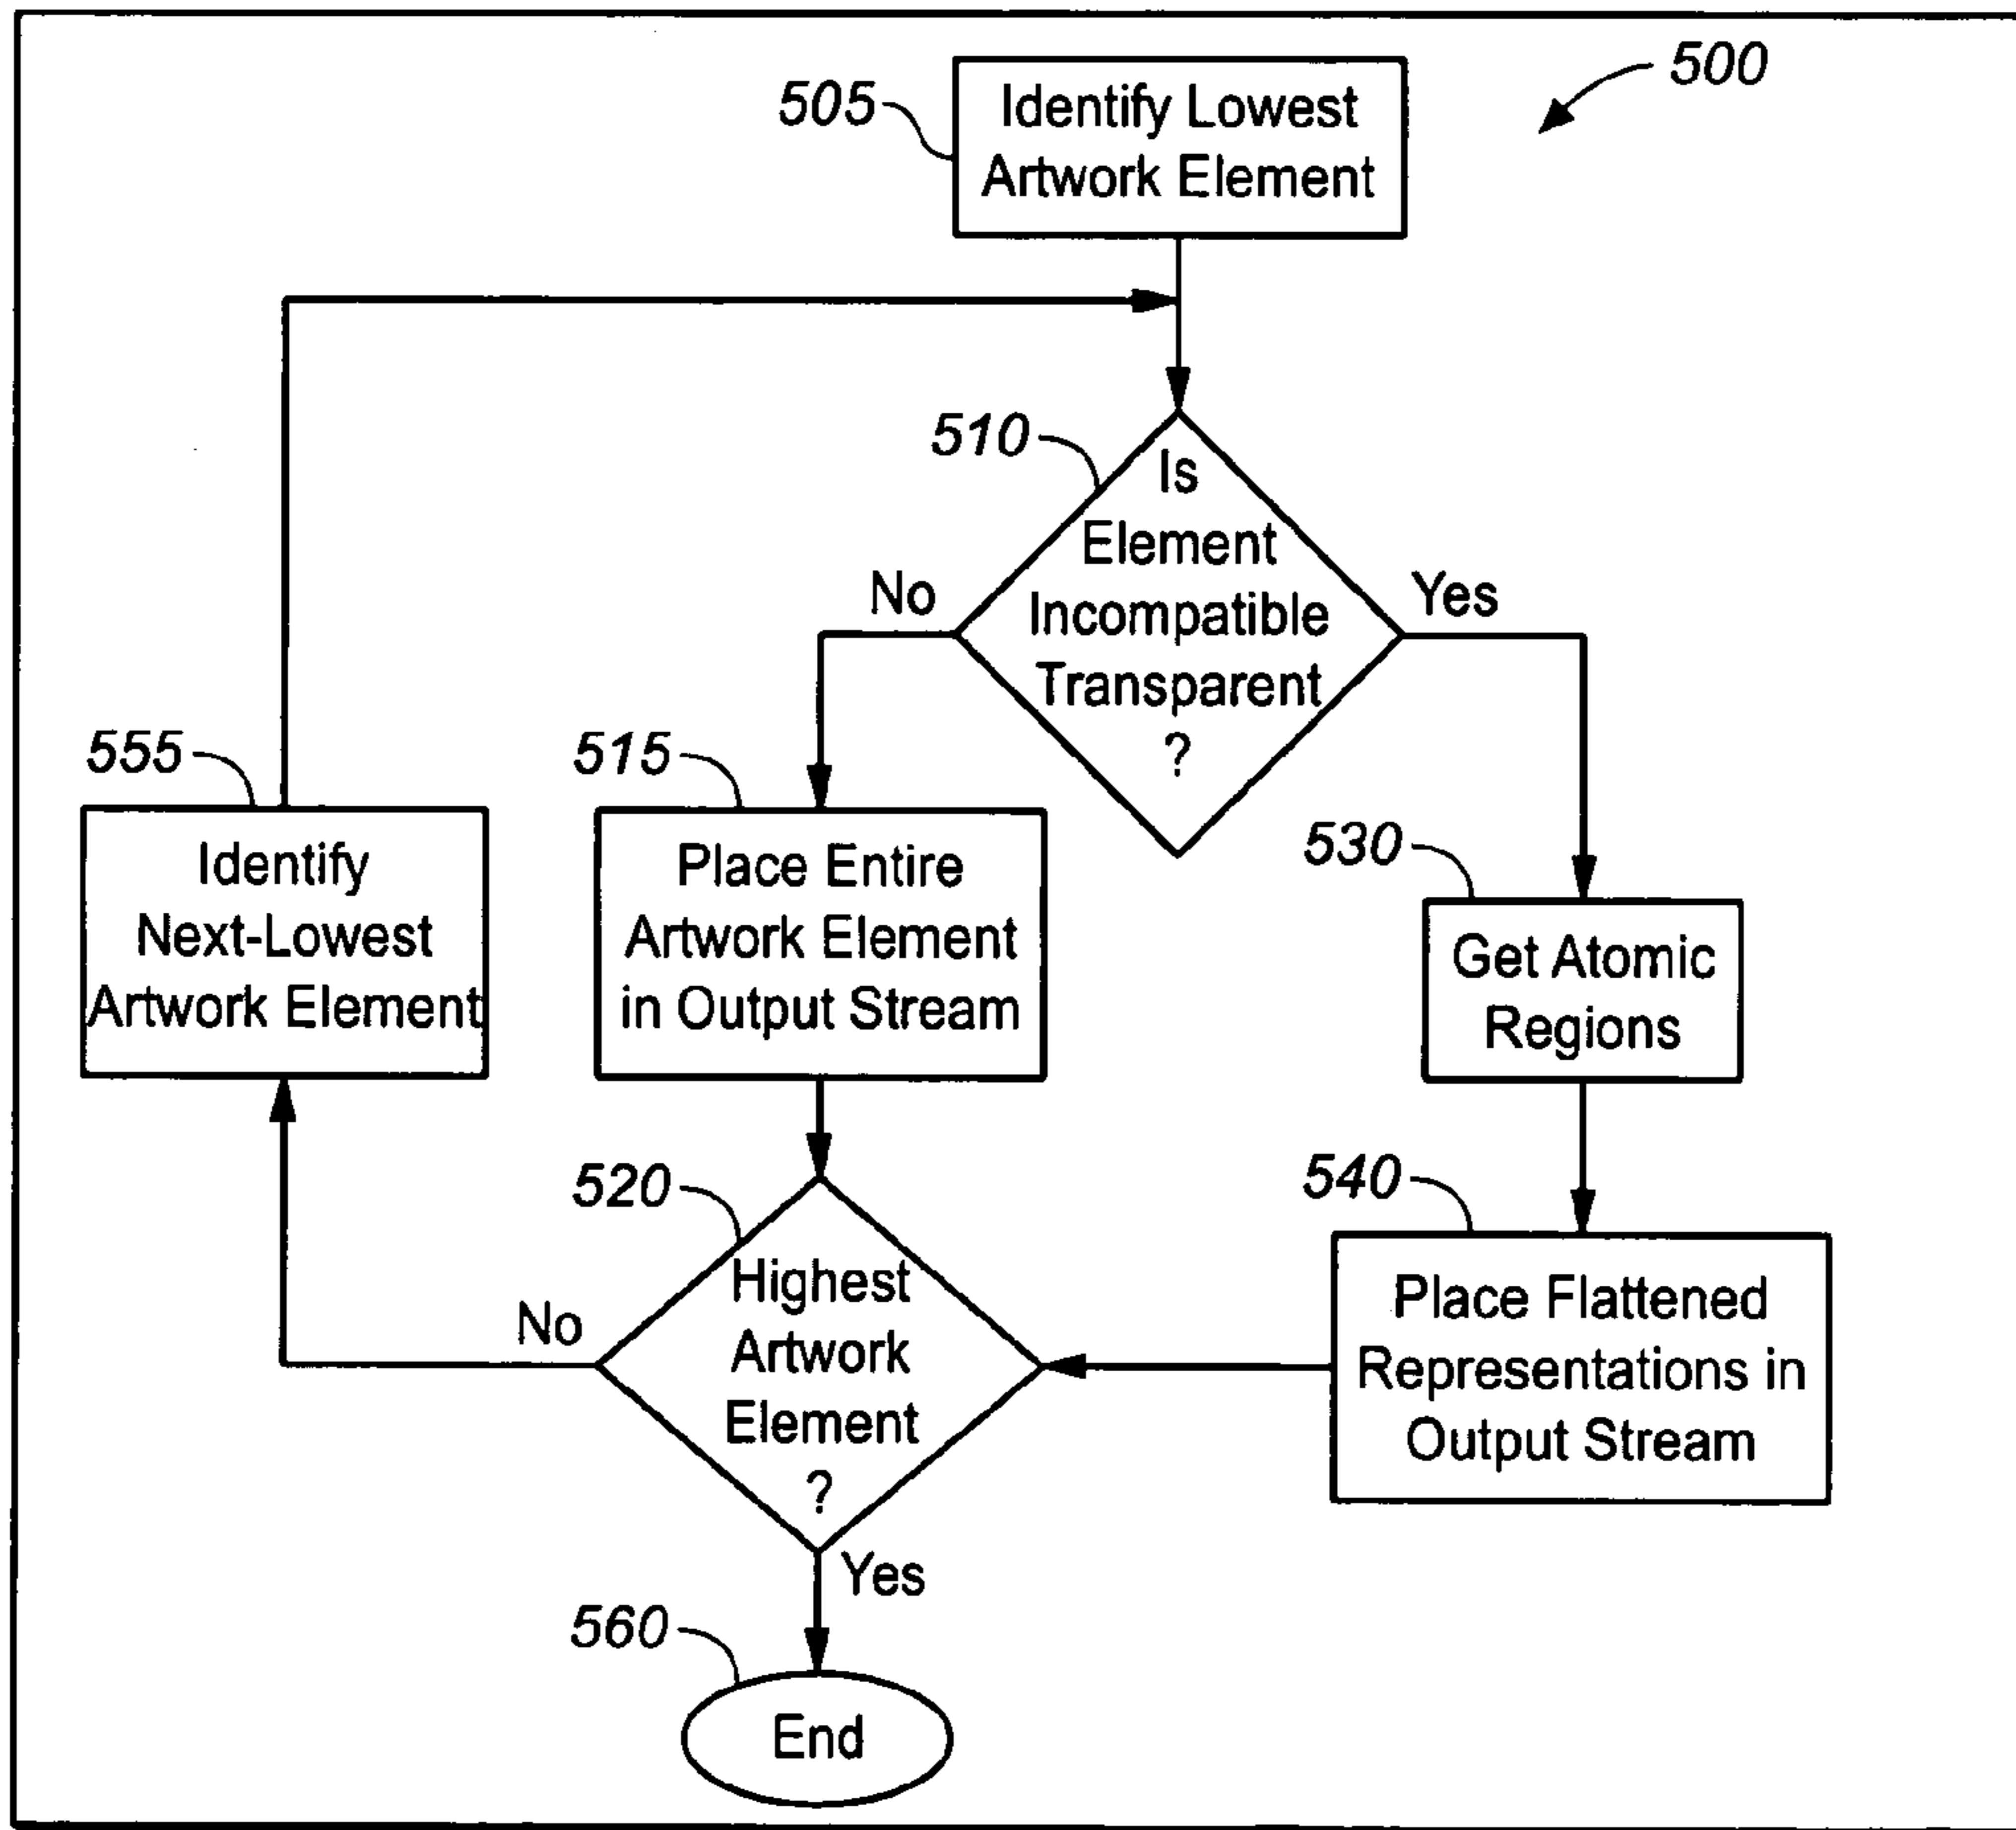 500
505
Identify Lowest
Artwork Element
510
Is
Element
Incompatible
Transparent
?
No
Yes
555
Identify
Next-Lowest
Artwork Element
515
Place Entire
Artwork Element
in Output Stream
530
Get Atomic
Regions
520
Highest
Artwork
Element
?
No
Yes
540
Place Flattened
Representations in
Output Stream
560
End